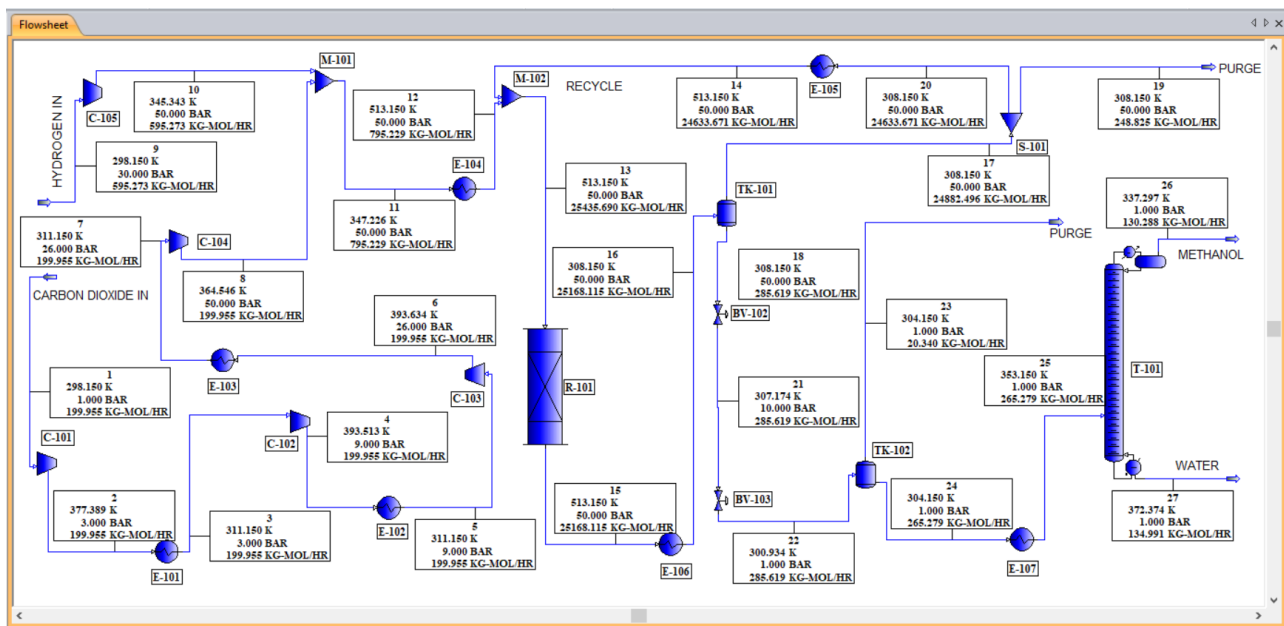 Flowsheet
M-101
10
345.343 K
50.000 BAR
595.273 KG-MOL/HR
C-105
HYDROGEN IN
9
298.150 K
30.000 BAR
595.273 KG-MOL/HR
12
513.150 K
50.000 BAR
795.229 KG-MOL/HR
M-102
RECYCLE
14
513.150 K
50.000 BAR
24633.671 KG-MOL/HR
E-105
20
308.150 K
50.000 BAR
24633.671 KG-MOL/HR
PURGE
19
308.150 K
50.000 BAR
248.825 KG-MOL/HR
S-101
17
308.150 K
50.000 BAR
24882.496 KG-MOL/HR
E-104
13
513.150 K
50.000 BAR
25435.690 KG-MOL/HR
TK-101
26
337.297 K
1.000 BAR
130.288 KG-MOL/HR
7
311.150 K
26.000 BAR
199.955 KG-MOL/HR
C-104
11
347.226 K
50.000 BAR
795.229 KG-MOL/HR
PURGE
METHANOL
8
364.546 K
50.000 BAR
199.955 KG-MOL/HR
CARBON DIOXIDE IN
16
308.150 K
50.000 BAR
25168.115 KG-MOL/HR
18
308.150 K
50.000 BAR
285.619 KG-MOL/HR
6
393.634 K
26.000 BAR
199.955 KG-MOL/HR
BV-102
23
304.150 K
1.000 BAR
20.340 KG-MOL/HR
E-103
R-101
1
298.150 K
1.000 BAR
199.955 KG-MOL/HR
C-103
25
353.150 K
1.000 BAR
265.279 KG-MOL/HR
T-101
21
307.174 K
10.000 BAR
285.619 KG-MOL/HR
C-101
C-102
4
393.513 K
9.000 BAR
199.955 KG-MOL/HR
TK-102
WATER
2
377.389 K
3.000 BAR
199.955 KG-MOL/HR
E-101
3
311.150 K
3.000 BAR
199.955 KG-MOL/HR
E-102
5
311.150 K
9.000 BAR
199.955 KG-MOL/HR
15
513.150 K
50.000 BAR
25168.115 KG-MOL/HR
E-106
BV-103
22
300.934 K
1.000 BAR
285.619 KG-MOL/HR
24
304.150 K
1.000 BAR
265.279 KG-MOL/HR
E-107
27
372.374 K
1.000 BAR
134.991 KG-MOL/HR